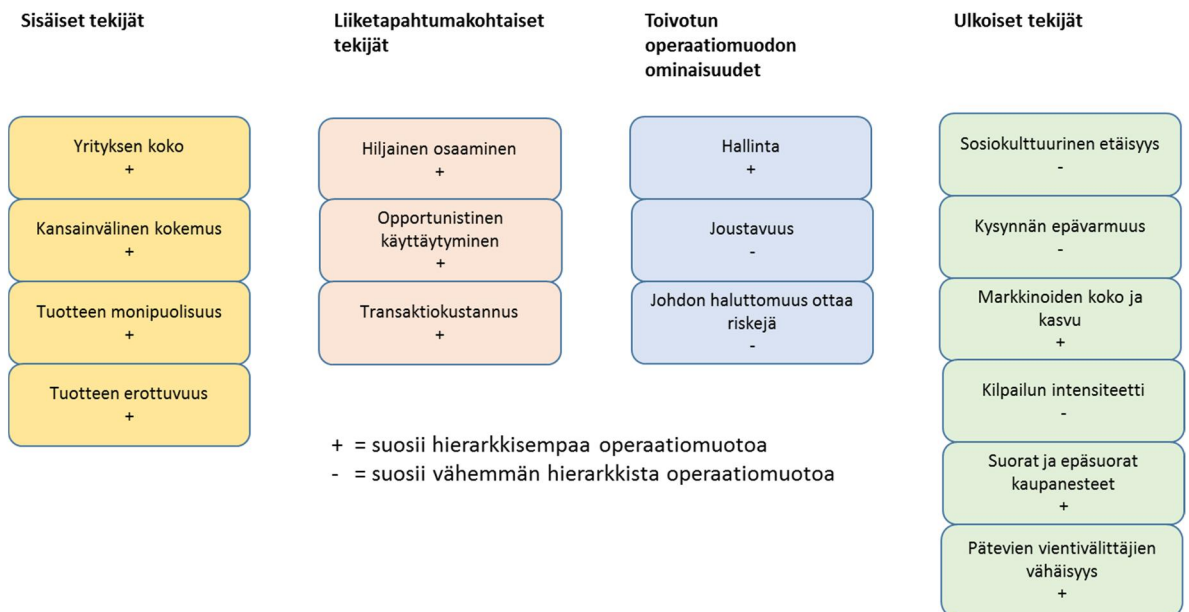 Sisäiset tekijät
Yrityksen koko
+
Kansainvälinen kokemus
+
Tuotteen monipuolisuus
+
Tuotteen erottuvuus
+
Liiketapahtumakohtaiset
tekijät
Hiljainen osaaminen
+
Opportunistinen
käyttäytyminen
+
Transaktiokustannus
+
Toivotun
operaatiomuodon
ominaisuudet
Hallinta
+
Joustavuus
-
Johdon haluttomuus ottaa
riskejä
-
Ulkoiset tekijät
Sosiokulttuurinen etäisyys
-
Kysynnän epävarmuus
-
Markkinoiden koko ja
kasvu
+
Kilpailun intensiteetti
-
Suorat ja epäsuorat
kaupanesteet
+
Pätevien vientivälittäjien
vähäisyys
+
+ = suosii hierarkkisempaa operaatiomuotoa
- = suosii vähemmän hierarkkista operaatiomuotoa